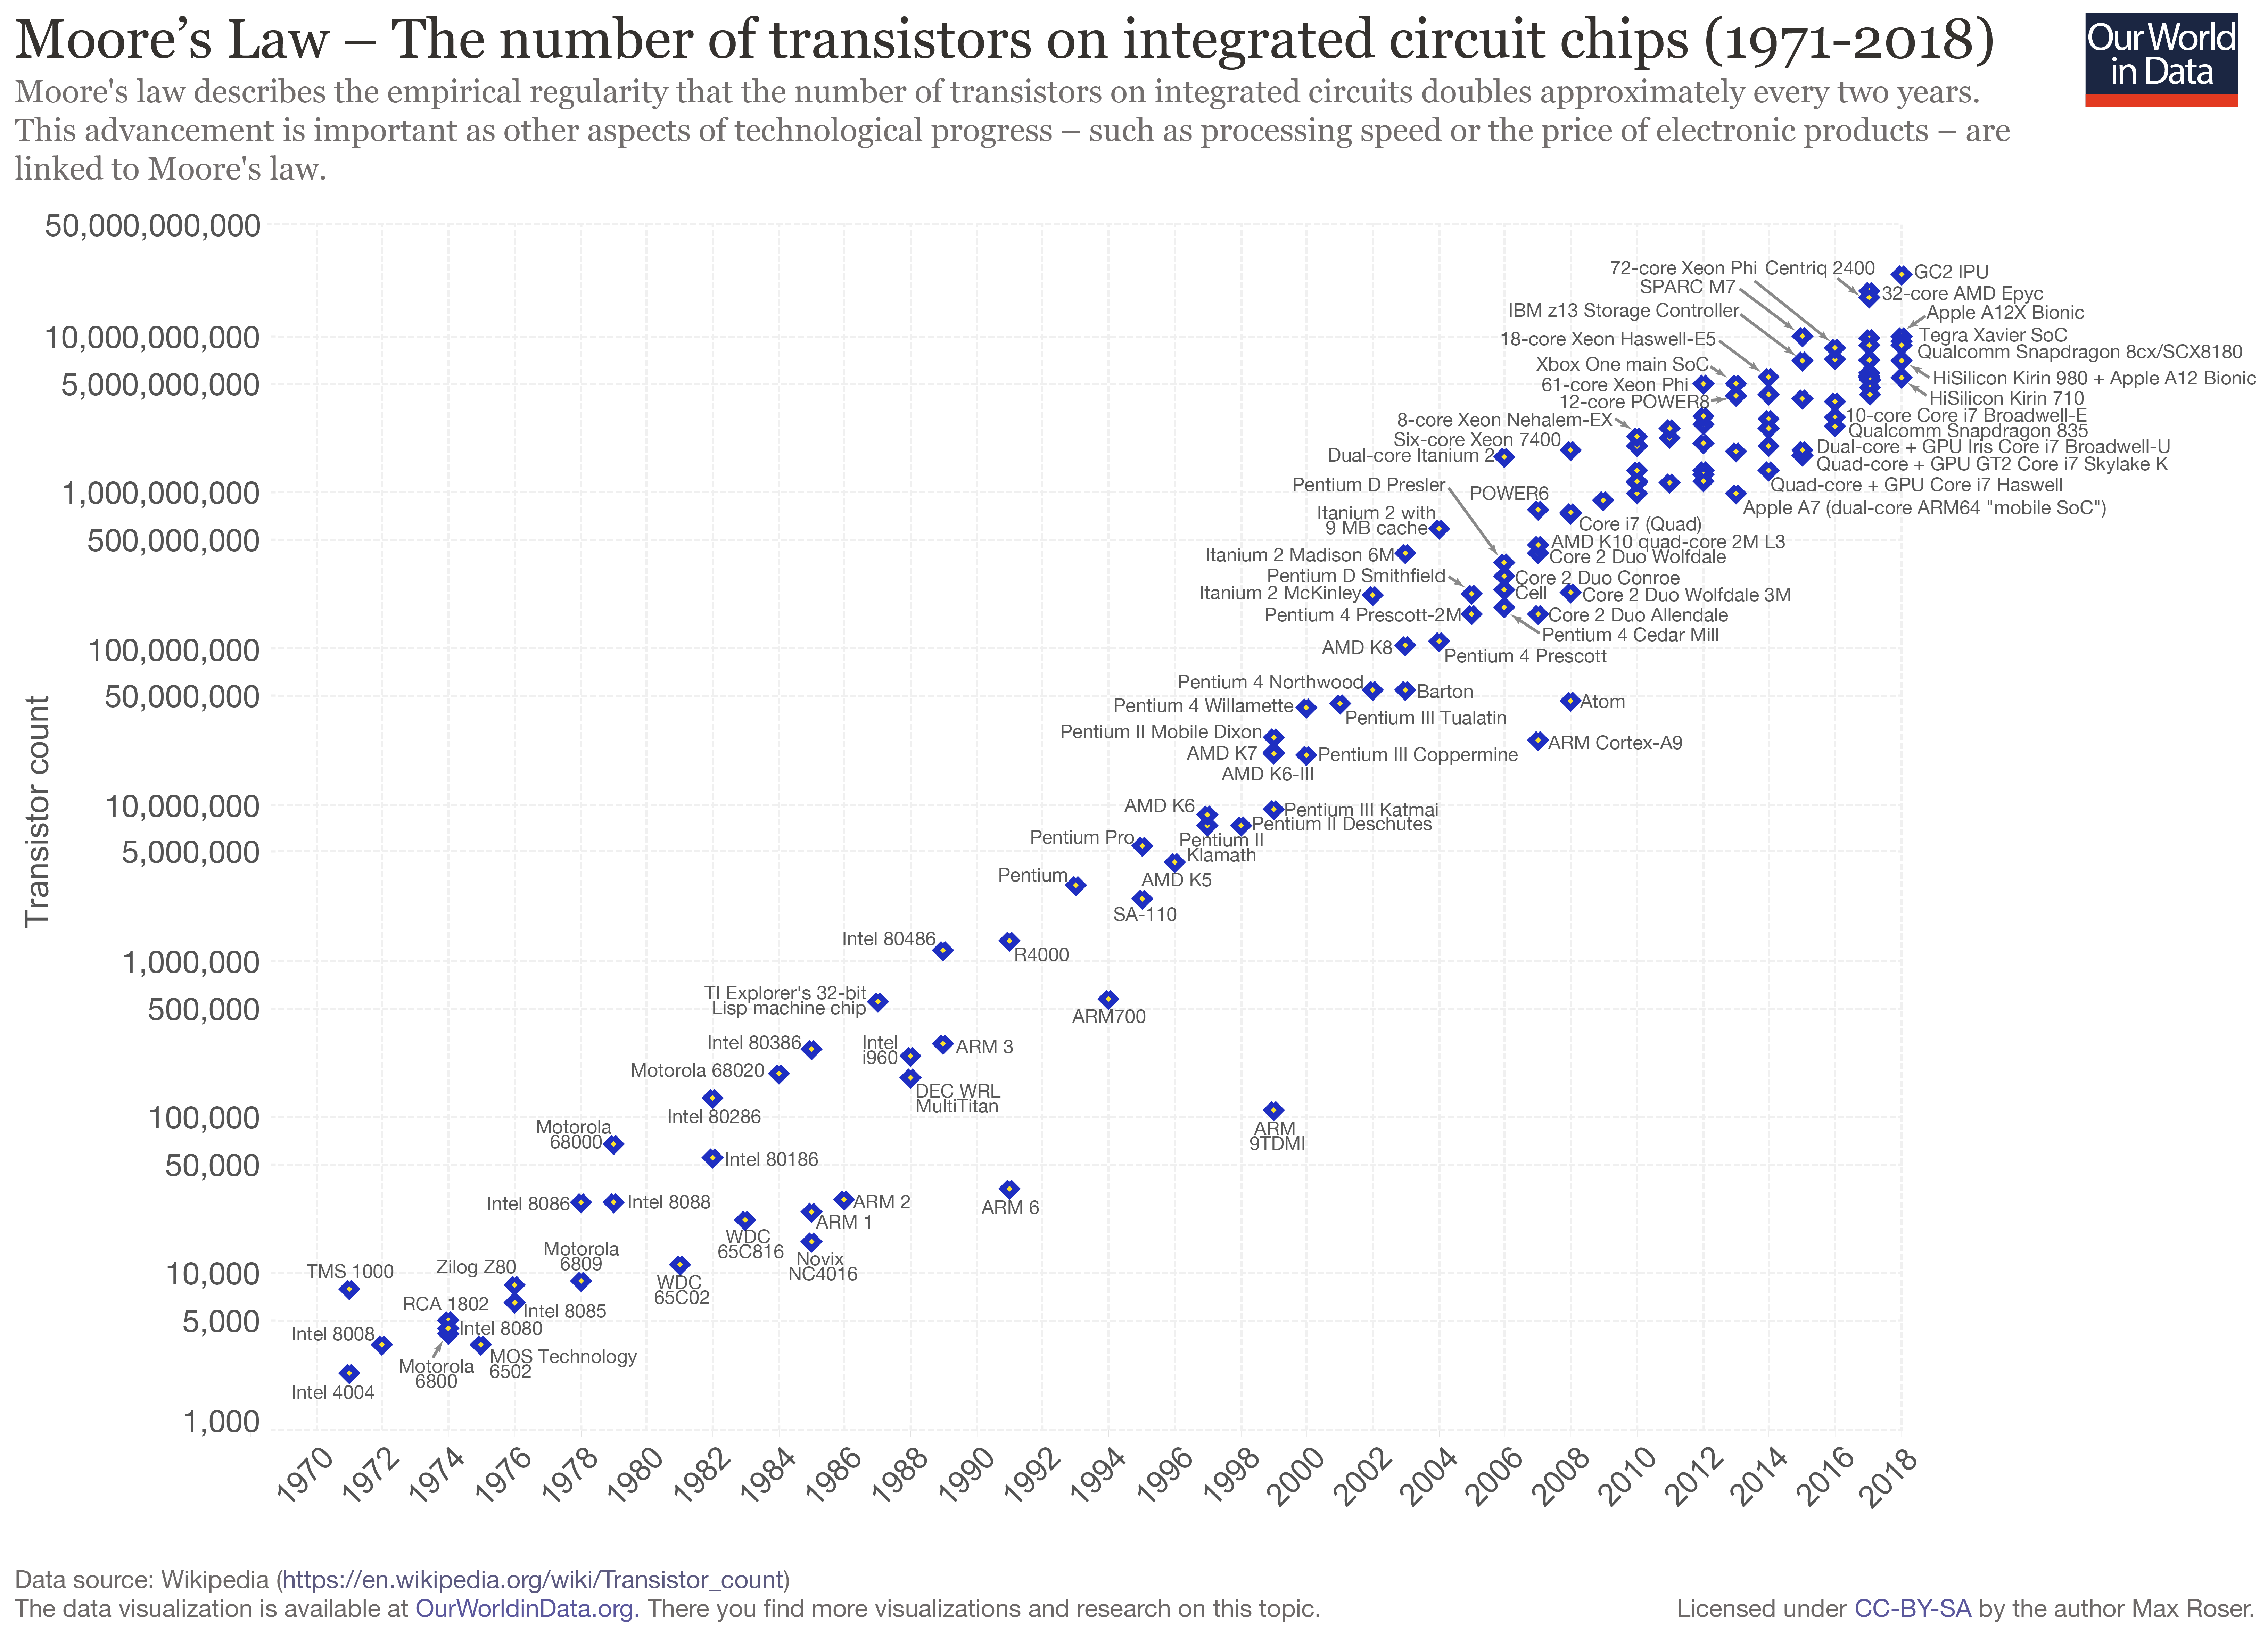 Moore’s Law – The number of transistors on integrated circuit chips (1971-2018)
Our World
in Data
Moore's law describes the empirical regularity that the number of transistors on integrated circuits doubles approximately every two years.
This advancement is important as other aspects of technological progress – such as processing speed or the price of electronic products – are
linked to Moore's law.
Transistor count
50,000,000,000
10,000,000,000
5,000,000,000
1,000,000,000
500,000,000
100,000,000
50,000,000
10,000,000
5,000,000
1,000,000
500,000
100,000
50,000
10,000
5,000
1,000
72-core Xeon Phi
Centriq 2400
GC2 IPU
SPARC M7
32-core AMD Epyc
IBM z13 Storage Controller
Apple A12X Bionic
18-core Xeon Haswell-E5
Tegra Xavier SoC
Qualcomm Snapdragon 8cx/SCX8180
Xbox One main SoC
HiSilicon Kirin 980 + Apple A12 Bionic
61-core Xeon Phi
HiSilicon Kirin 710
12-core POWER8
10-core Core i7 Broadwell-E
8-core Xeon Nehalem-EX
Qualcomm Snapdragon 835
Six-core Xeon 7400
Dual-core + GPU Iris Core i7 Broadwell-U
Dual-core Itanium 2
Quad-core + GPU GT2 Core i7 Skylake K
Pentium D Presler
Quad-core + GPU Core i7 Haswell
POWER6
Apple A7 (dual-core ARM64 "mobile SoC")
Itanium 2 with
9 MB cache
Core i7 (Quad)
AMD K10 quad-core 2M L3
Itanium 2 Madison 6M
Core 2 Duo Wolfdale
Pentium D Smithfield
Core 2 Duo Conroe
Itanium 2 McKinley
Cell
Core 2 Duo Wolfdale 3M
Pentium 4 Prescott-2M
Core 2 Duo Allendale
Pentium 4 Cedar Mill
AMD K8
Pentium 4 Prescott
Pentium 4 Northwood
Barton
Atom
Pentium 4 Willamette
Pentium III Tualatin
Pentium II Mobile Dixon
ARM Cortex-A9
AMD K7
Pentium III Coppermine
AMD K6-III
AMD K6
Pentium III Katmai
Pentium II Deschutes
Pentium Pro
Pentium II
Klamath
Pentium
AMD K5
SA-110
Intel 80486
R4000
TI Explorer's 32-bit
Lisp machine chip
ARM700
Intel 80386
Intel
i960
ARM 3
Motorola 68020
DEC WRL
MultiTitan
Intel 80286
ARM
9TDMI
Motorola
68000
Intel 80186
Intel 8086
Intel 8088
ARM 2
ARM 6
ARM 1
WDC
65C816
Novix
NC4016
Motorola
6809
Zilog Z80
TMS 1000
WDC
65C02
RCA 1802
Intel 8085
Intel 8080
Intel 8008
MOS Technology
6502
Motorola
6800
Intel 4004
1970
1972
1974
1976
1978
1980
1982
1984
1986
1988
1990
1992
1994
1996
1998
2000
2002
2004
2006
2008
2010
2012
2014
2016
2018
Data source: Wikipedia (https://en.wikipedia.org/wiki/Transistor_count)
The data visualization is available at OurWorldinData.org. There you find more visualizations and research on this topic.
Licensed under CC-BY-SA by the author Max Roser.